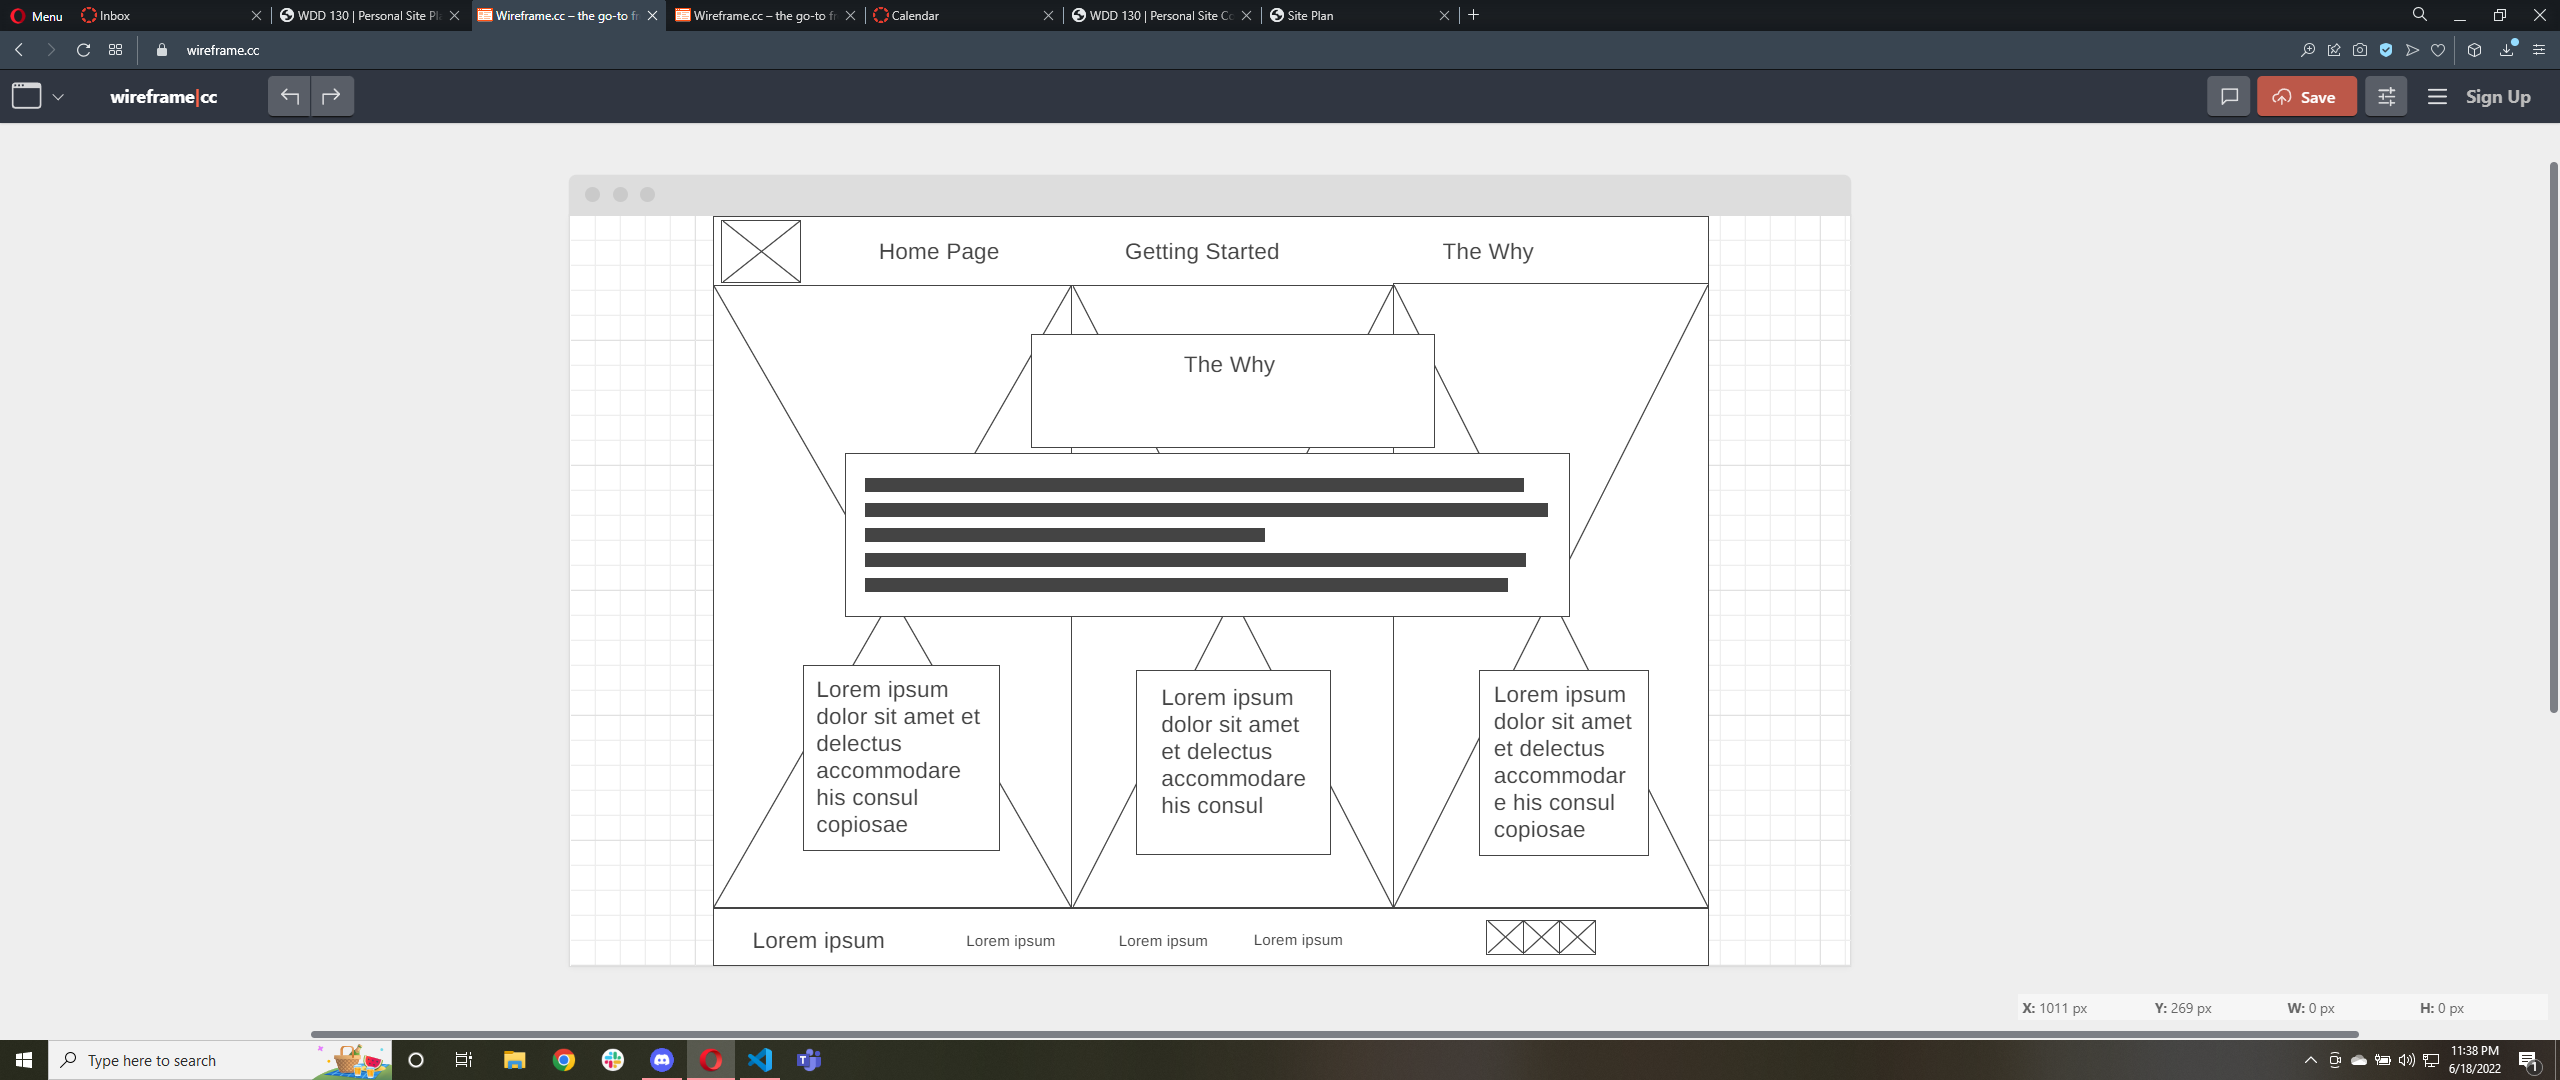 Menu
Inbox
WDD 130 | Personal Site Pl
Wireframe.cc – the go-to fr
Wireframe.cc – the go-to fr
Calendar
WDD 130 | Personal Site Co
Site Plan
wireframe.cc
wireframe|cc
Save
Sign Up
Home Page
Getting Started
The Why
The Why
Lorem ipsum
dolor sit amet et
delectus
accommodare
his consul
copiosae
Lorem ipsum
dolor sit amet
et delectus
accommodare
his consul
Lorem ipsum
dolor sit amet
et delectus
accommodar
e his consul
copiosae
Lorem ipsum
Lorem ipsum
Lorem ipsum
Lorem ipsum
X: 1011 px
Y: 269 px
W: 0 px
H: 0 px
Type here to search
11:38 PM
6/18/2022
1